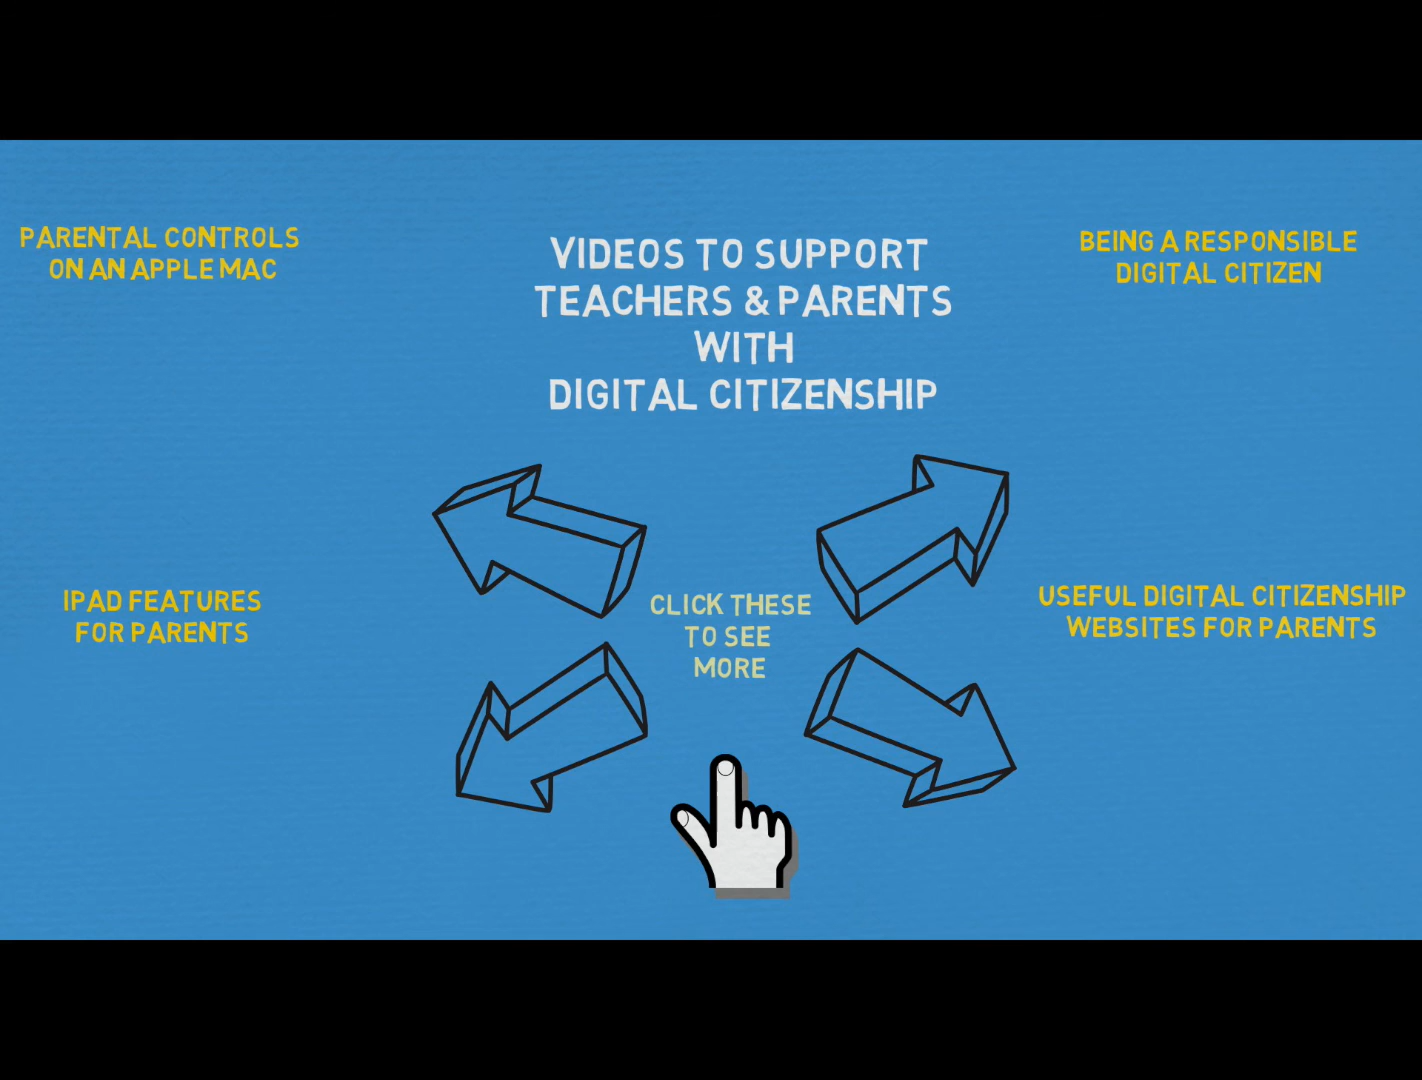 PARENTAL CONTROLS
ON AN APPLE MAC
VIDEOS TO SUPPORT
TEACHERS & PARENTS
WITH
DIGITAL CITIZENSHIP
BEING A RESPONSIBLE
DIGITAL CITIZEN
IPAD FEATURES
FOR PARENTS
CLICK THESE
TO SEE
MORE
USEFUL DIGITAL CITIZENSHIP
WEBSITES FOR PARENTS